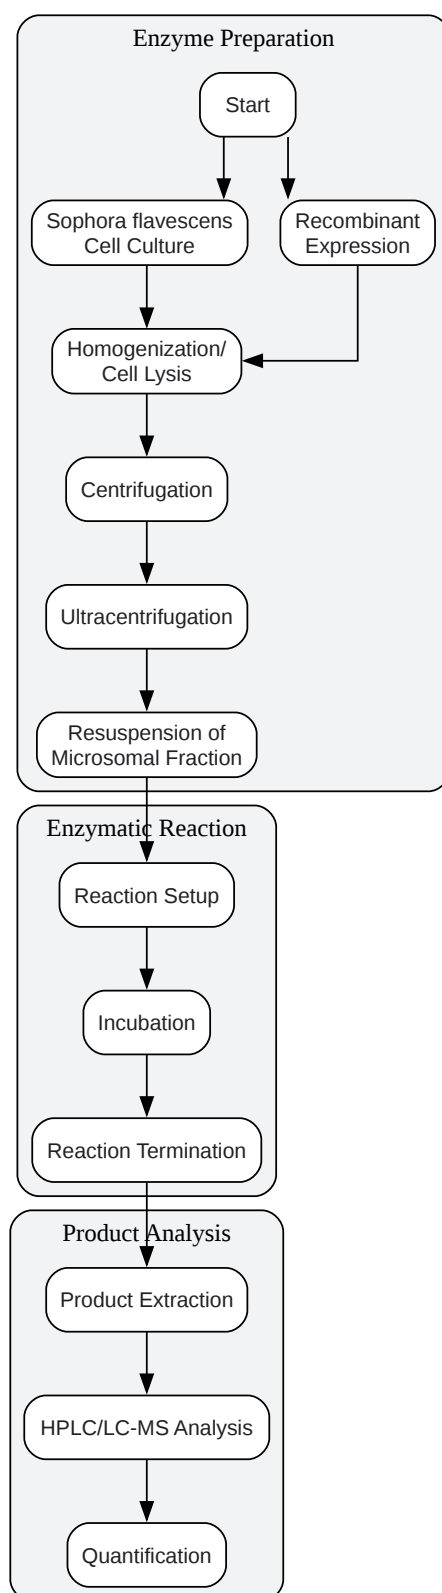 Enzyme Preparation
Start
Sophora flavescens
Cell Culture
Recombinant
Expression
Homogenization/
Cell Lysis
Centrifugation
Ultracentrifugation
Resuspension of
Microsomal Fraction
Enzymatic Reaction
Reaction Setup
Incubation
Reaction Termination
Product Analysis
Product Extraction
HPLC/LC-MS Analysis
Quantification